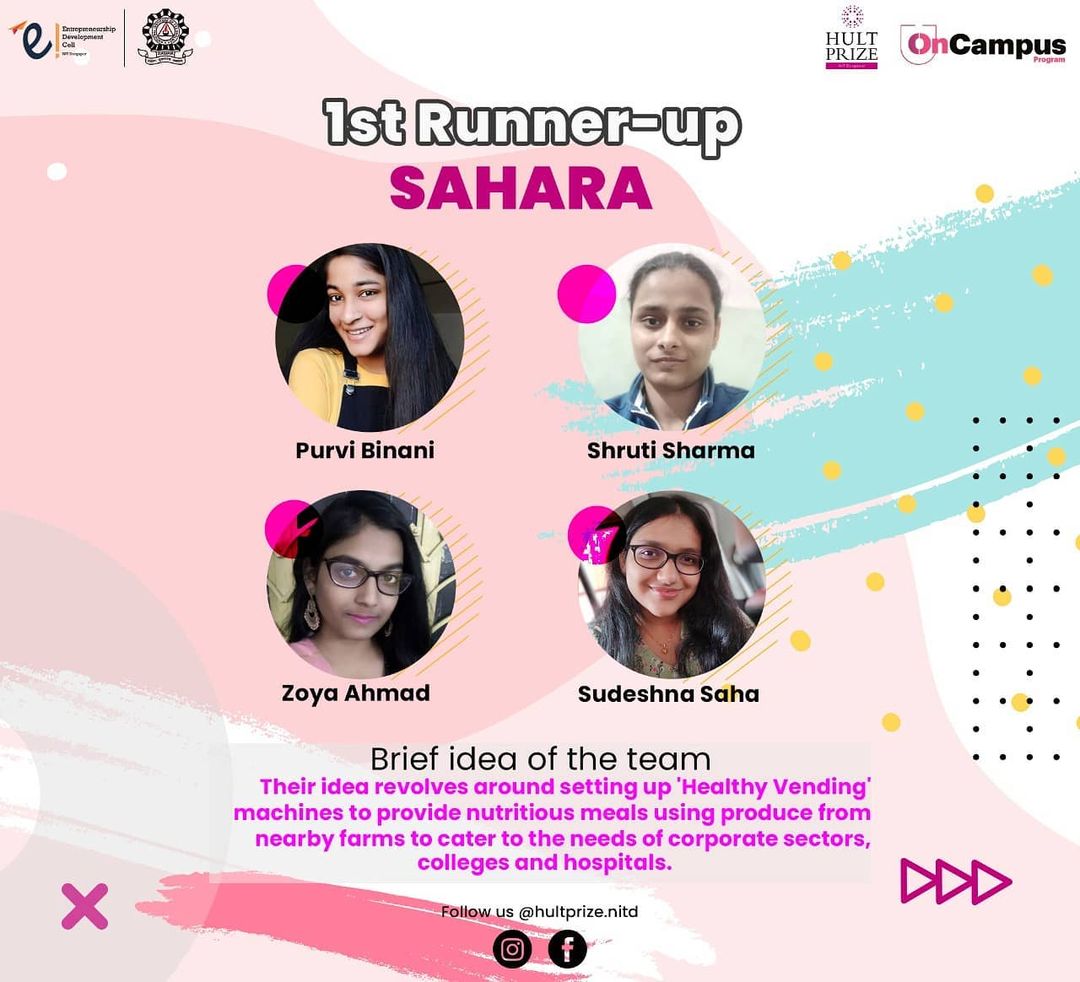 Entrepreneurship
Development
Cell
NIT Durgapur
HULT
PRIZE
OnCampus
Program
1st Runner-up
SAHARA
Purvi Binani
Shruti Sharma
Zoya Ahmad
Sudeshna Saha
Brief idea of the team
Their idea revolves around setting up 'Healthy Vending'
machines to provide nutritious meals using produce from
nearby farms to cater to the needs of corporate sectors,
colleges and hospitals.
Follow us @hultprize.nitd